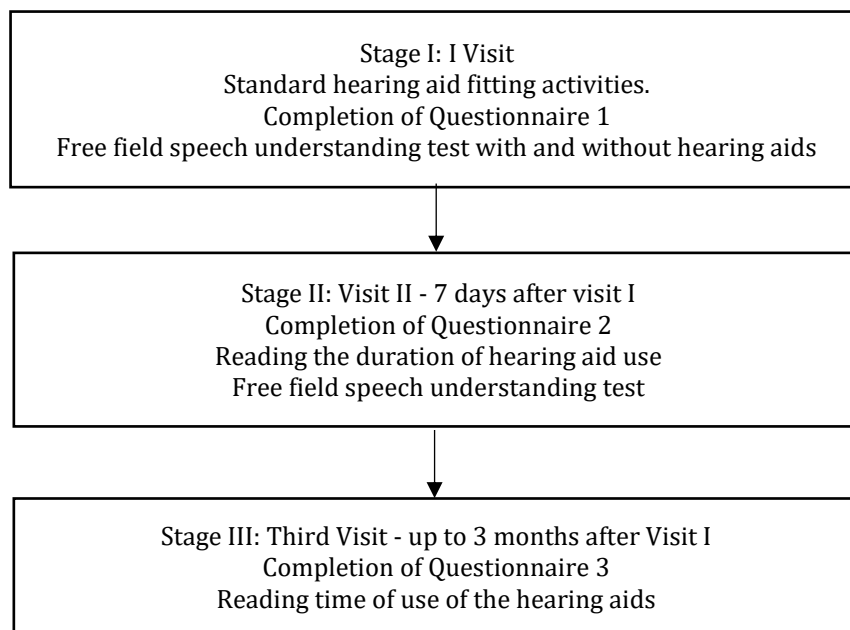 Stage I: I Visit
Standard hearing aid fitting activities.
Completion of Questionnaire 1
Free field speech understanding test with and without hearing aids
Stage II: Visit II - 7 days after visit I
Completion of Questionnaire 2
Reading the duration of hearing aid use
Free field speech understanding test
Stage III: Third Visit - up to 3 months after Visit I
Completion of Questionnaire 3
Reading time of use of the hearing aids